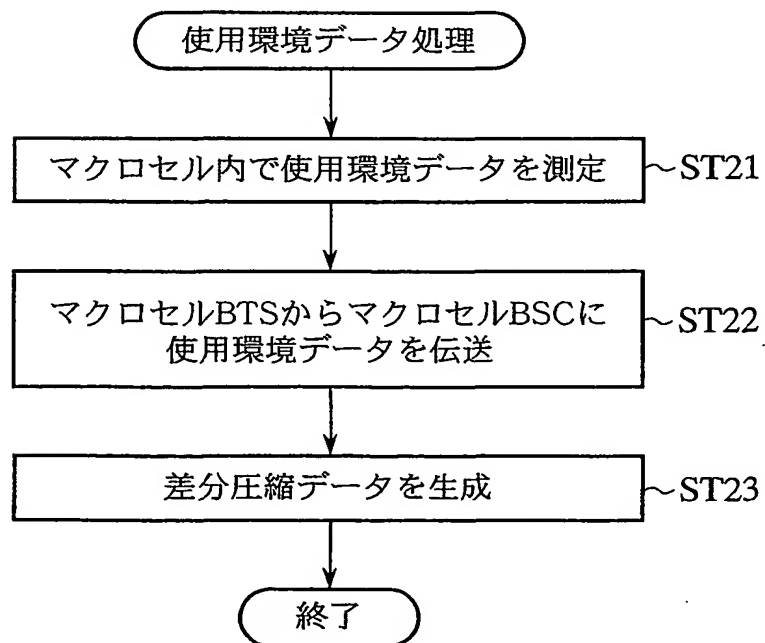 使用環境データ処理
マクロセル内で使用環境データを測定 ~ST21
マクロセルBTSからマクロセルBSCに
使用環境データを伝送 ~ST22
差分圧縮データを生成 ~ST23
終了